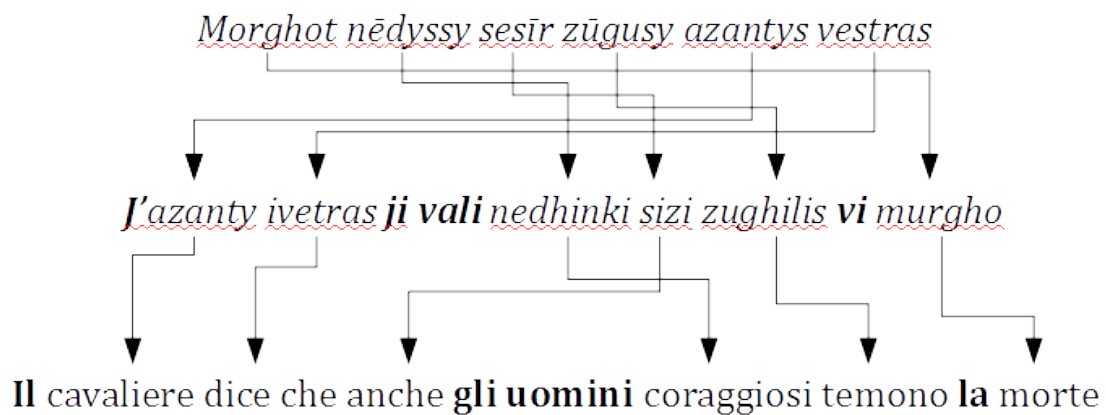 Morghot nēdyssy sesīr zūgusy azantys vestras
J'azanty ivetras ji vali nedhinki sizi zughilis vi murgho
Il cavaliere dice che anche gli uomini coraggiosi temono la morte